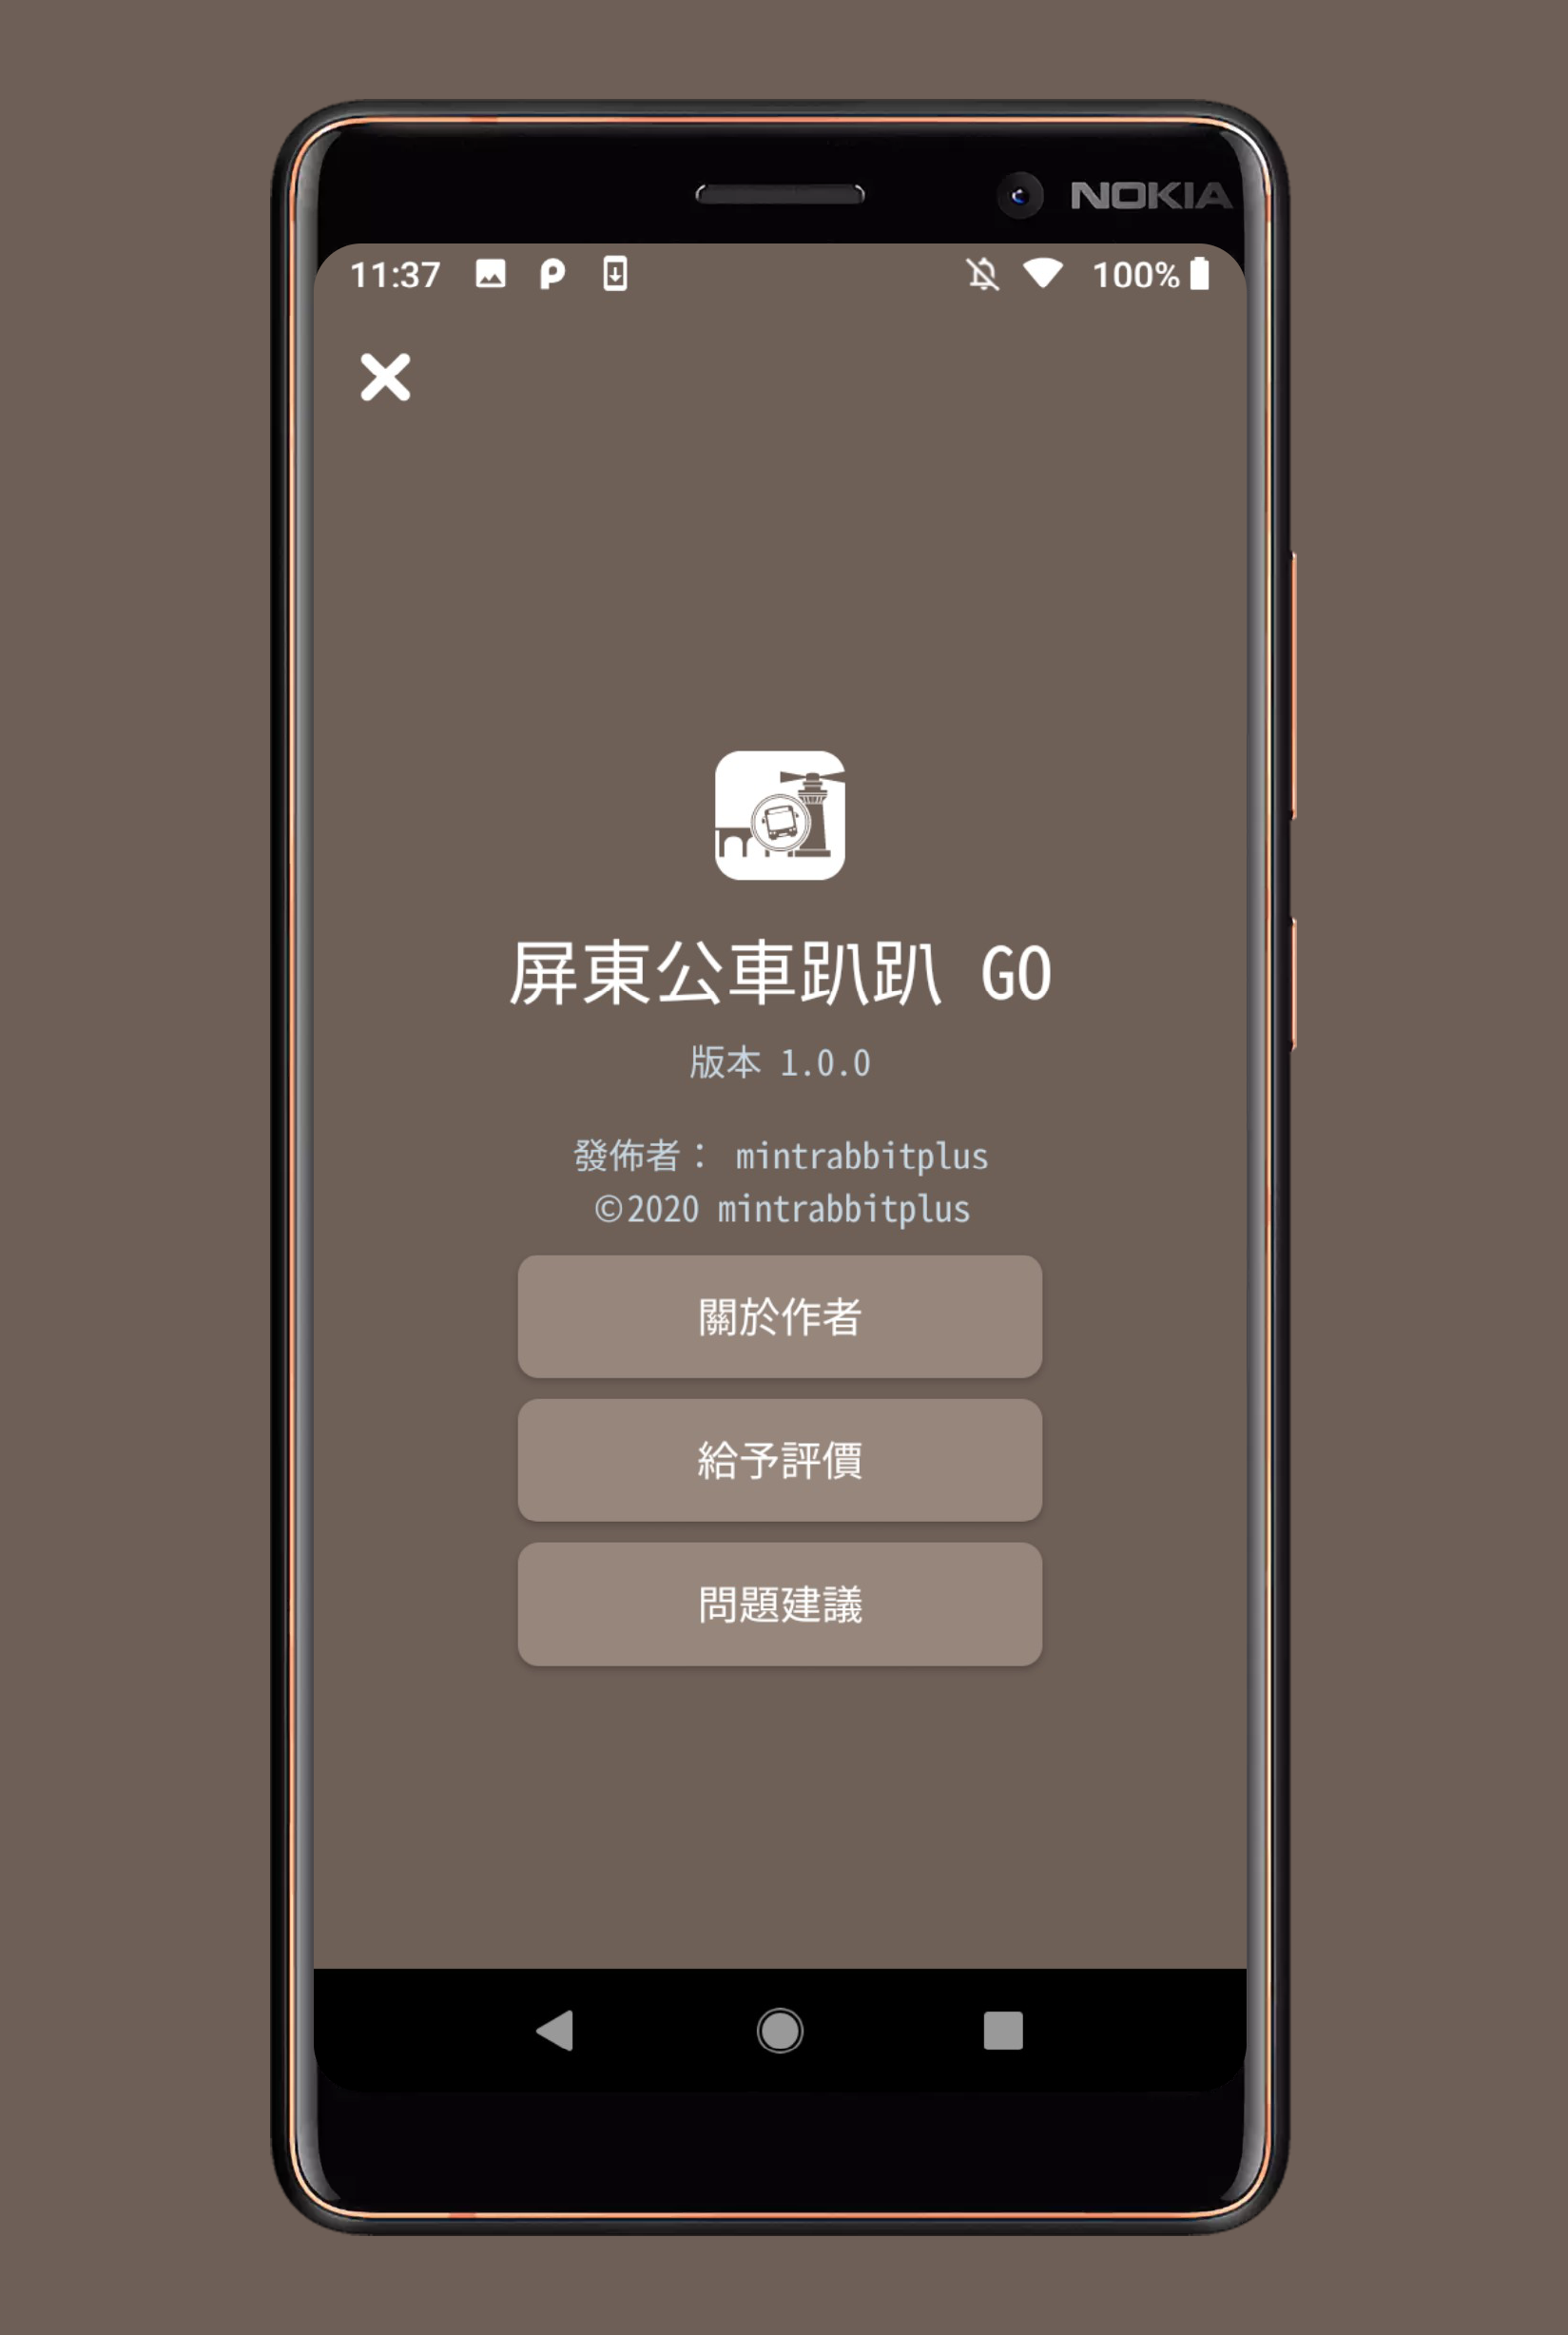 NOKIA
11:37 100%
屏東公車趴趴 GO
版本 1.0.0
發佈者： mintrabbitplus
©2020 mintrabbitplus
關於作者
給予評價
問題建議